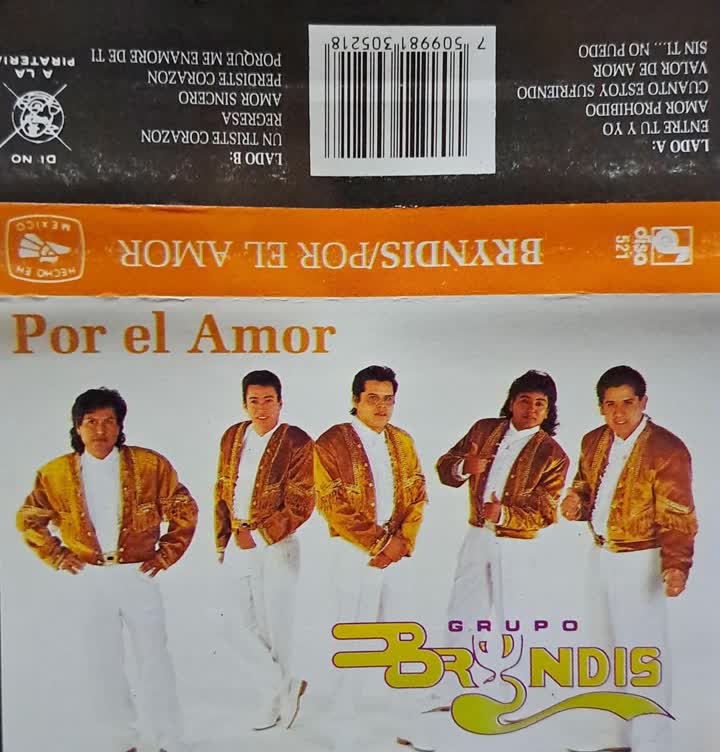 LADO A:
ENTRE TU Y YO
AMOR PROHIBIDO
CUANTO ESTOY SUFRIENDO
VALOR DE AMOR
SIN TI... NO PUEDO
7 509981 305218
LADO B:
UN TRISTE CORAZON
REGRESA
AMOR SINCERO
PERDISTE CORAZON
PORQUE ME ENAMORE DE TI
DI NO
A LA
PIRATERIA
disa
521
BRYNDIS/POR EL AMOR
HECHO EN
MEXICO
Por el Amor
GRUPO
BRYNDIS